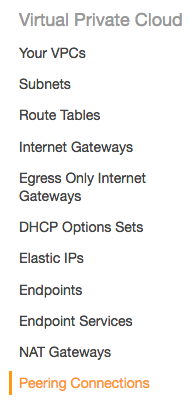 Virtual Private Cloud
Your VPCs
Subnets
Route Tables
Internet Gateways
Egress Only Internet
Gateways
DHCP Options Sets
Elastic IPs
Endpoints
Endpoint Services
NAT Gateways
Peering Connections